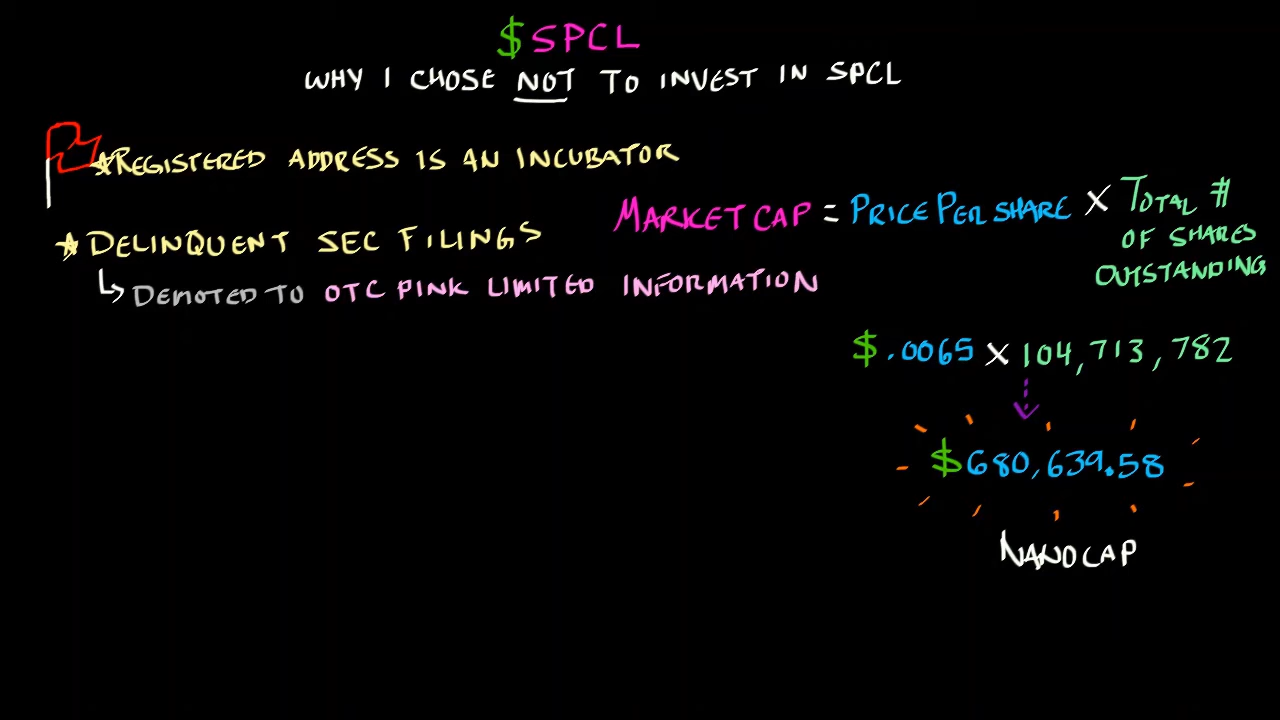 $SPCL
WHY I CHOSE NOT TO INVEST IN SPCL
REGISTERED ADDRESS IS AN INCUBATOR
DELINQUENT SEC FILINGS
DEMOTED TO OTC PINK LIMITED INFORMATION
MARKET CAP = PRICE PER SHARE X TOTAL #
OF SHARES
OUTSTANDING
$.0065 X 104,713,782
$680,639.58
NANOCAP